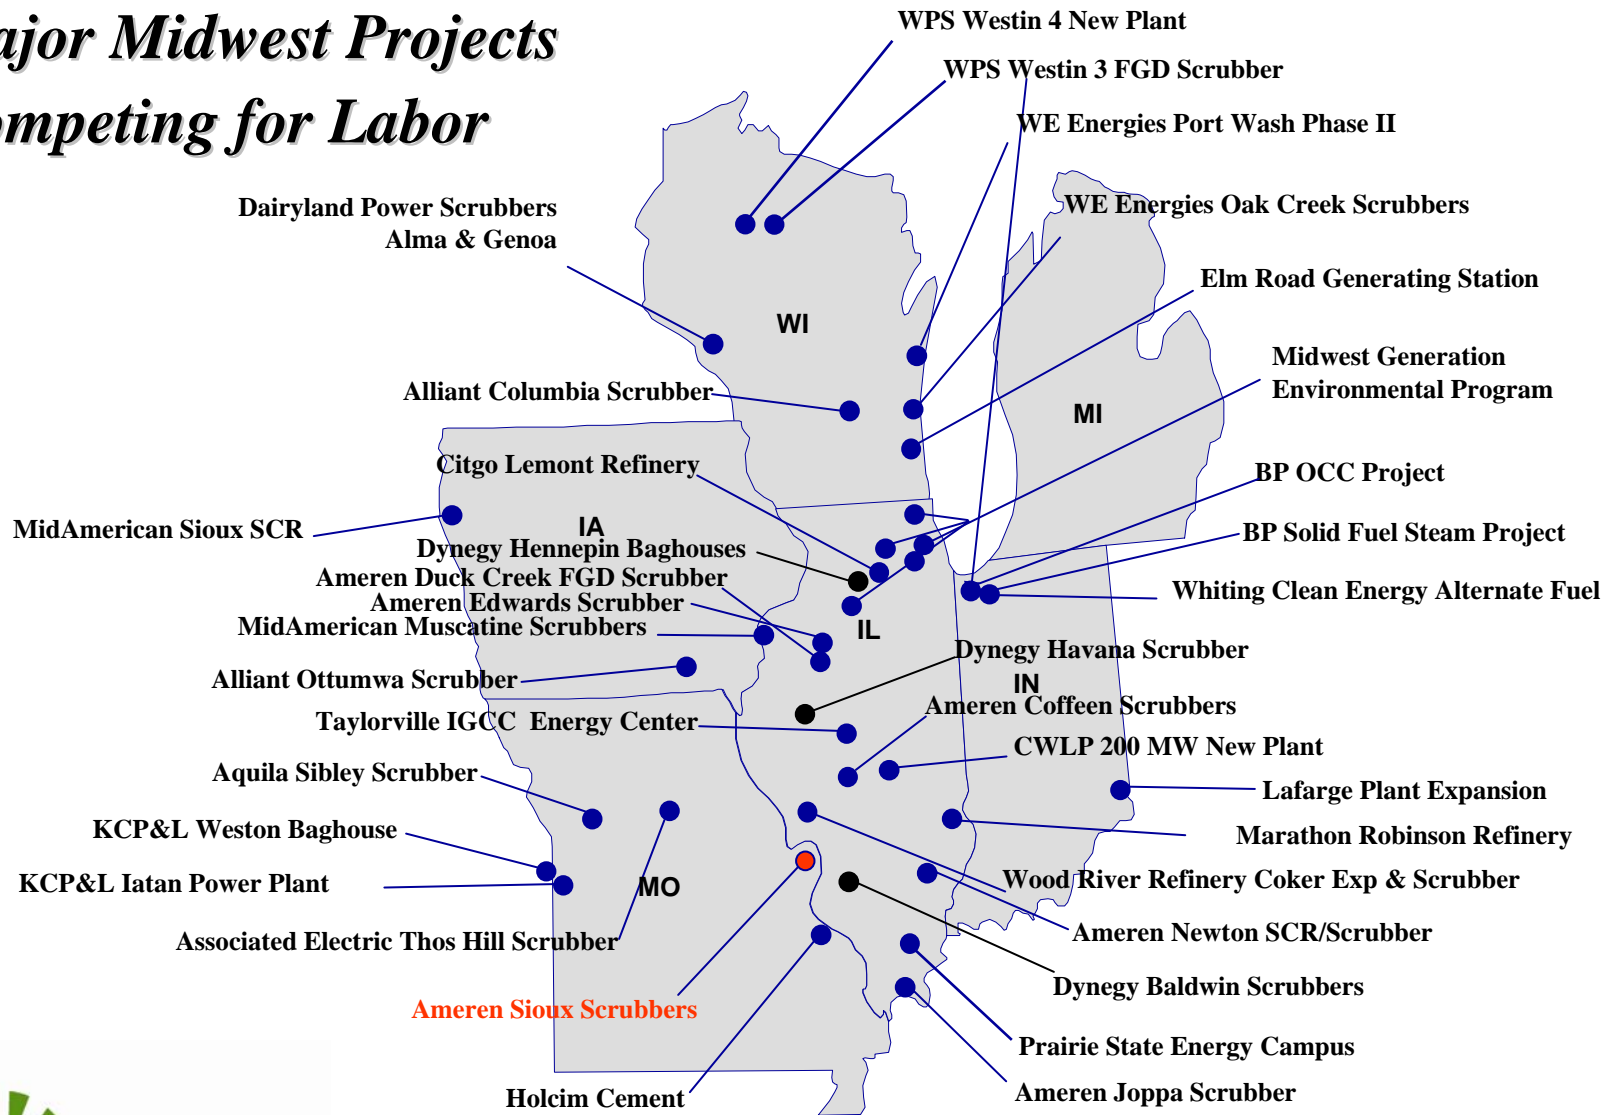 ajor Midwest Projects
ompeting for Labor
WPS Westin 4 New Plant
WPS Westin 3 FGD Scrubber
WE Energies Port Wash Phase II
Dairyland Power Scrubbers
Alma & Genoa
WE Energies Oak Creek Scrubbers
Elm Road Generating Station
WI
Midwest Generation
Environmental Program
Alliant Columbia Scrubber
MI
Citgo Lemont Refinery
BP OCC Project
MidAmerican Sioux SCR
IA
BP Solid Fuel Steam Project
Dynegy Hennepin Baghouses
Ameren Duck Creek FGD Scrubber
Whiting Clean Energy Alternate Fuel
Ameren Edwards Scrubber
MidAmerican Muscatine Scrubbers
IL
Dynegy Havana Scrubber
Alliant Ottumwa Scrubber
IN
Ameren Coffeen Scrubbers
Taylorville IGCC Energy Center
CWLP 200 MW New Plant
Aquila Sibley Scrubber
Lafarge Plant Expansion
KCP&L Weston Baghouse
Marathon Robinson Refinery
KCP&L Iatan Power Plant
MO
Wood River Refinery Coker Exp & Scrubber
Associated Electric Thos Hill Scrubber
Ameren Newton SCR/Scrubber
Dynegy Baldwin Scrubbers
Ameren Sioux Scrubbers
Prairie State Energy Campus
Holcim Cement
Ameren Joppa Scrubber